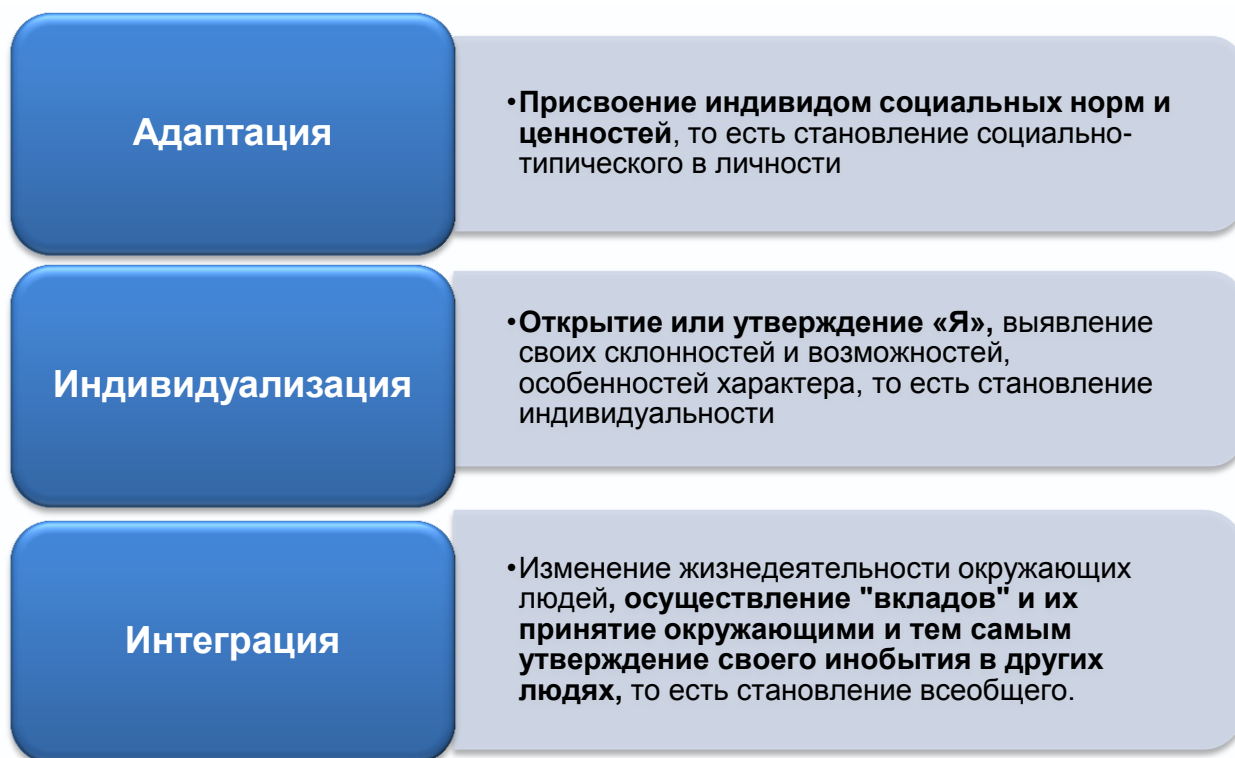 Адаптация
•Присвоение индивидом социальных норм и
ценностей, то есть становление социально-
типического в личности
Индивидуализация
•Открытие или утверждение «Я», выявление
своих склонностей и возможностей,
особенностей характера, то есть становление
индивидуальности
Интеграция
•Изменение жизнедеятельности окружающих
людей, осуществление "вкладов" и их
принятие окружающими и тем самым
утверждение своего инобытия в других
людях, то есть становление всеобщего.